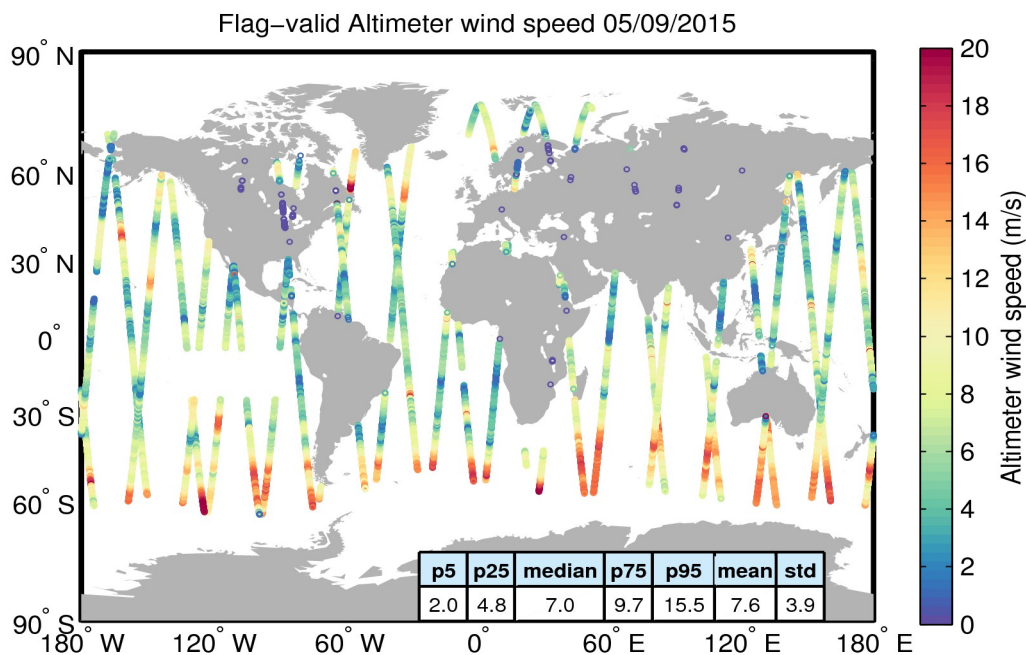 Flag−valid Altimeter wind speed 05/09/2015
90° N
60° N
30° N
0°
30° S
60° S
90° S
180° W
120° W
60° W
0°
60° E
120° E
180° E
p5 p25 median p75 p95 mean std
2.0 4.8 7.0 9.7 15.5 7.6 3.9
20
18
16
14
12
10
8
6
4
2
0
Altimeter wind speed (m/s)